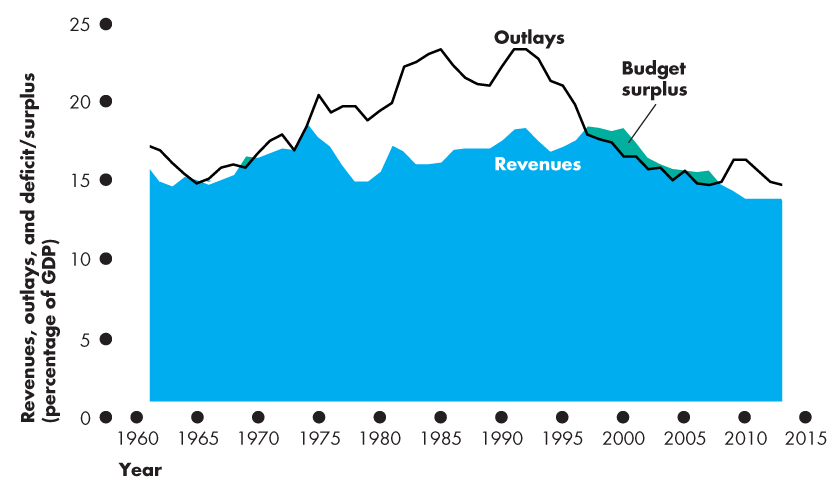 25
Outlays
Budget
surplus
20
Revenues
15
10
5
0
Revenues, outlays, and deficit/surplus
(percentage of GDP)
1960 1965 1970 1975 1980 1985 1990 1995 2000 2005 2010 2015
Year